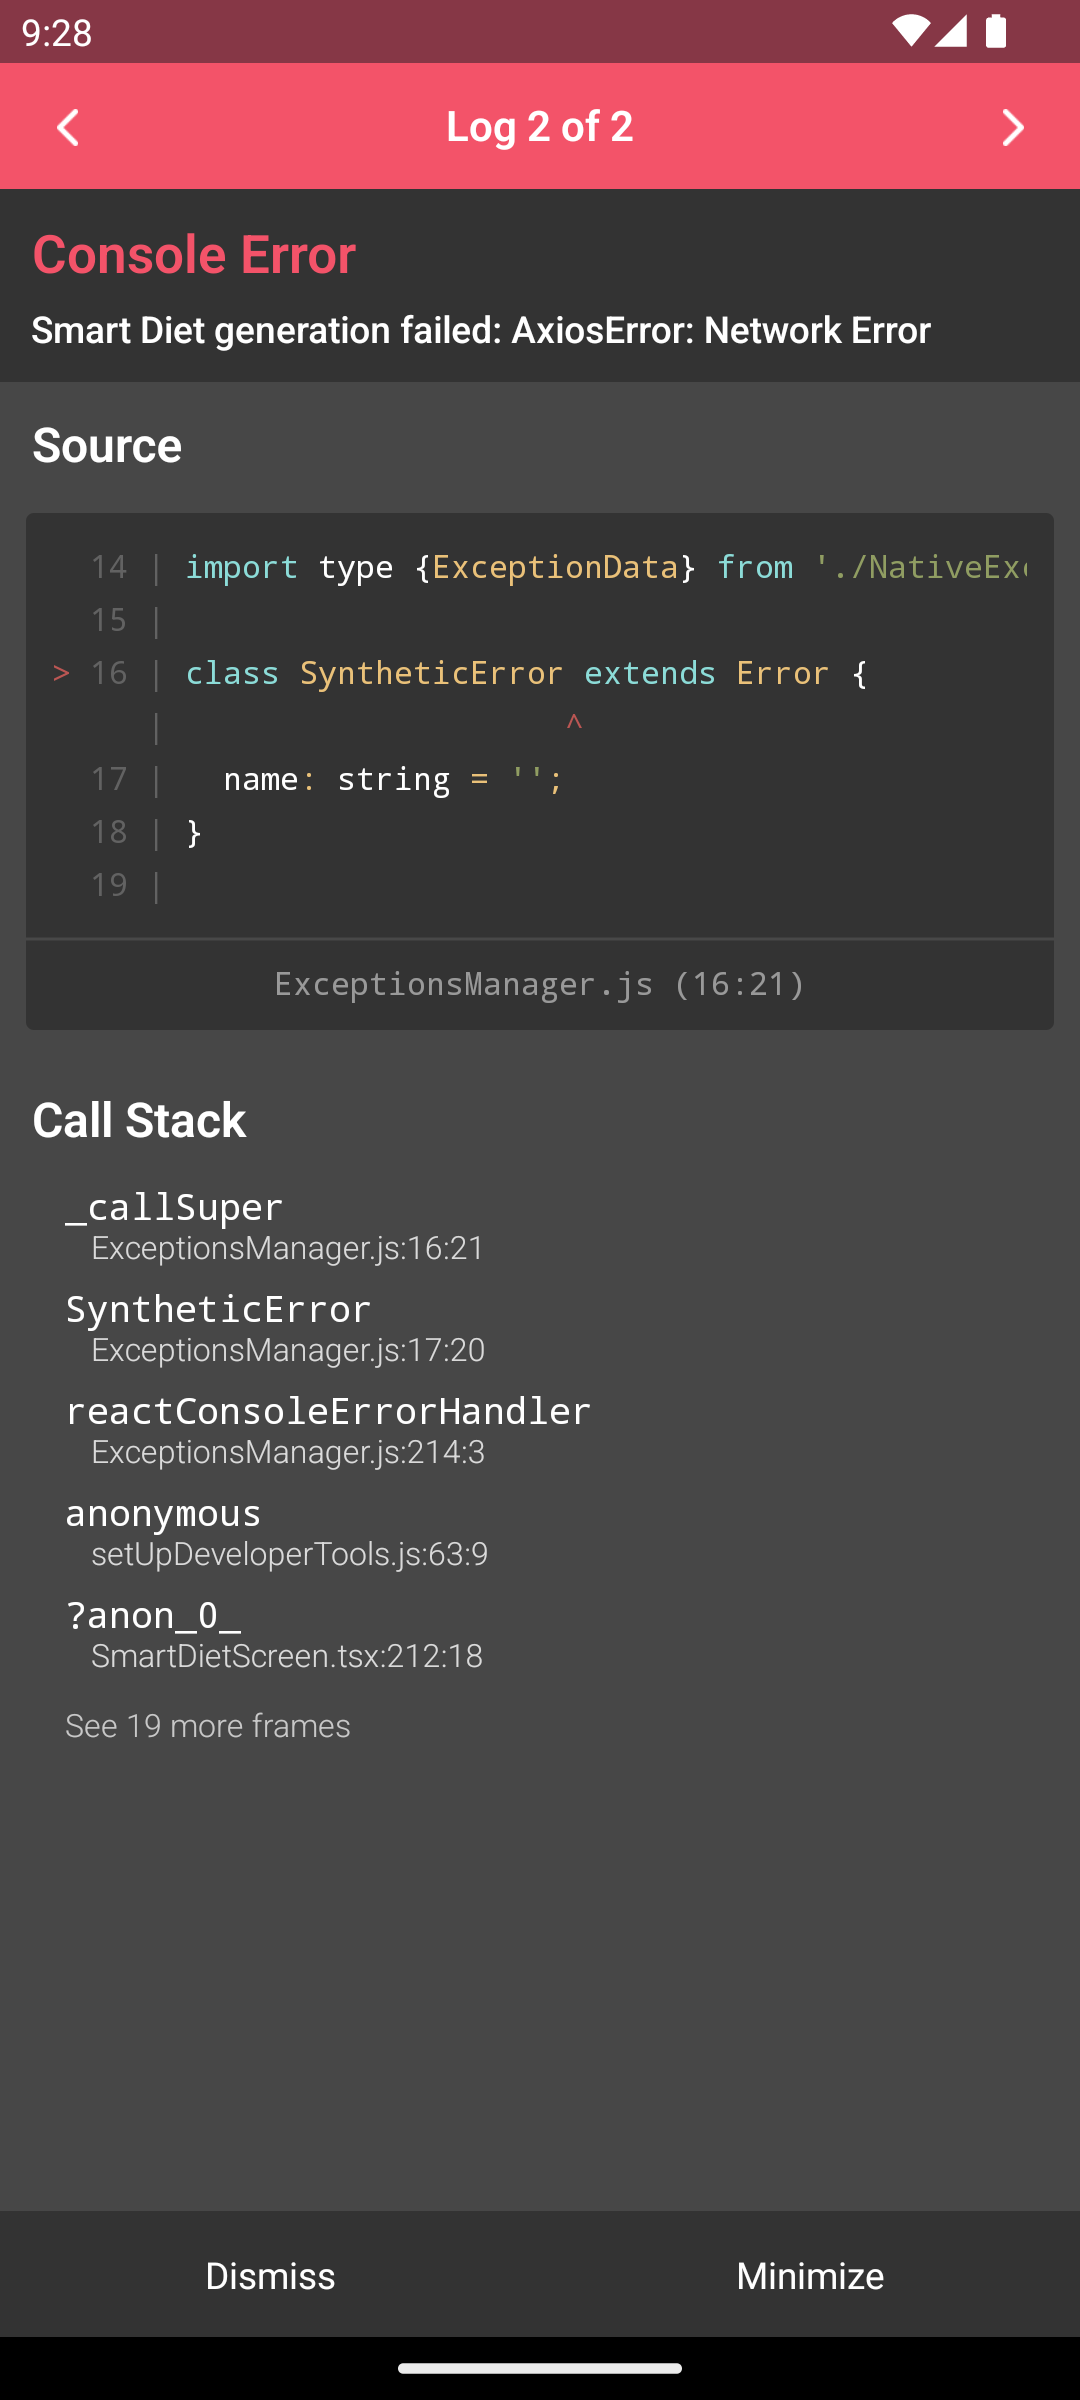 9:28
Log 2 of 2
Console Error
Smart Diet generation failed: AxiosError: Network Error
Source
14 | import type {ExceptionData} from './NativeExc
15 |
> 16 | class SyntheticError extends Error {
| ^
17 | name: string = '';
18 | }
19 |
ExceptionsManager.js (16:21)
Call Stack
_callSuper
ExceptionsManager.js:16:21
SyntheticError
ExceptionsManager.js:17:20
reactConsoleErrorHandler
ExceptionsManager.js:214:3
anonymous
setUpDeveloperTools.js:63:9
?anon_0_
SmartDietScreen.tsx:212:18
See 19 more frames
Dismiss
Minimize